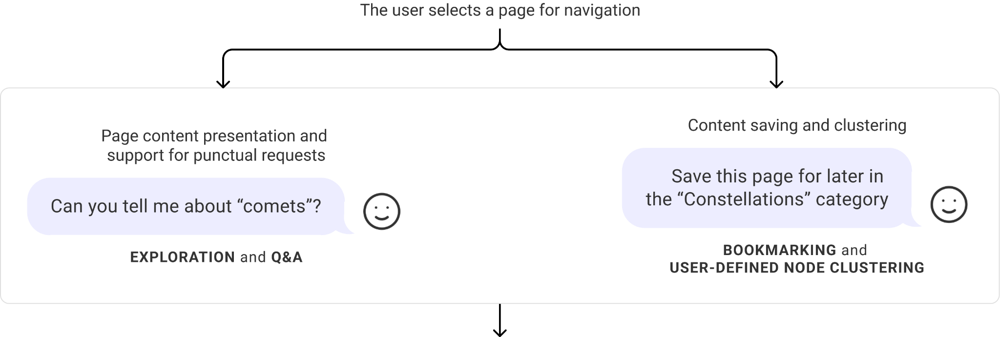 The user selects a page for navigation
Page content presentation and
support for punctual requests
Can you tell me about “comets”?
EXPLORATION and Q&A
Content saving and clustering
Save this page for later in
the “Constellations” category
BOOKMARKING and
USER-DEFINED NODE CLUSTERING